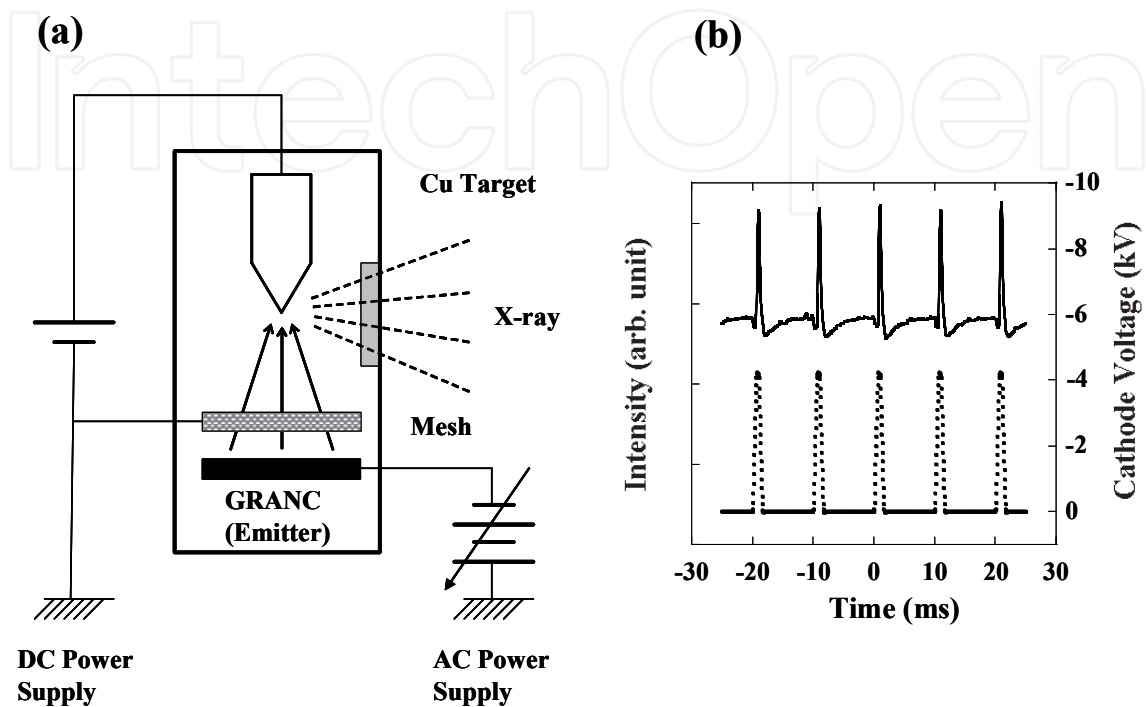 IntechOpen
(a)
Cu Target
X-ray
Mesh
GRANC
(Emitter)
DC Power
Supply
AC Power
Supply
(b)
Intensity (arb. unit)
Cathode Voltage (kV)
-10
-8
-6
-4
-2
0
-30 -20 -10 0 10 20 30
Time (ms)